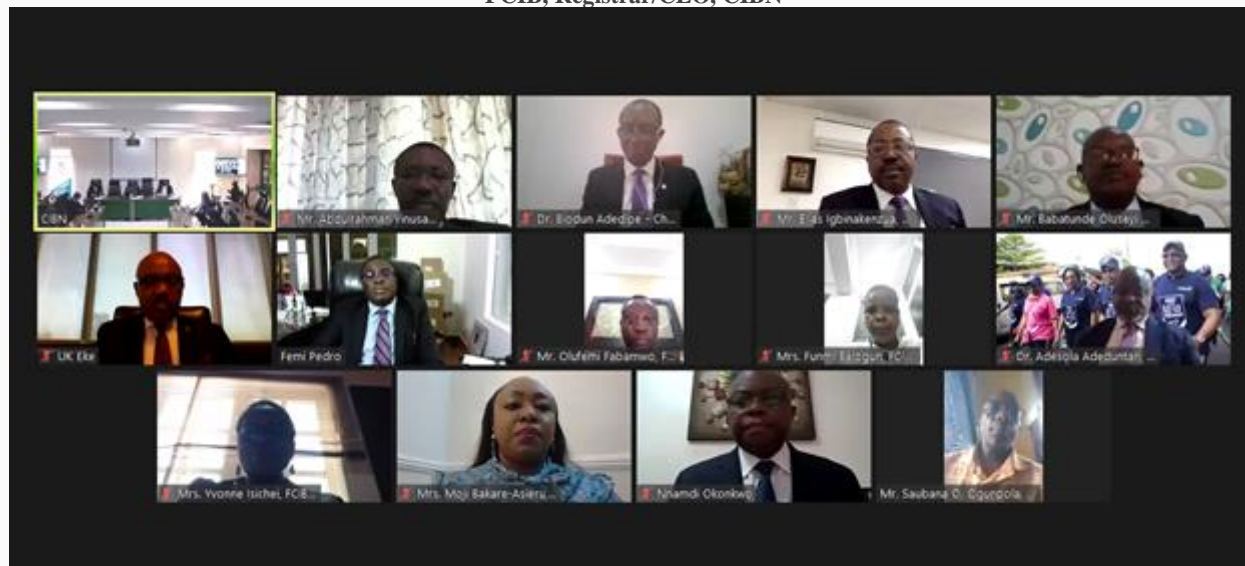 FCIB, Registrar/CEO, CIBN
CIBN
Mr. Abdulrahman Yinusa...
Dr. Biodun Adedipe - Ch...
Mr. Elias Igbinakenzua, ...
Mr. Babatunde Oluseyi ...
UK Eke
Femi Pedro
Mr. Olufemi Fabamwo, F...
Mrs. Funmi Balogun, FCI
Dr. Adesola Adeduntan, ...
Mrs. Yvonne Isichei, FCIB...
Mrs. Moji Bakare-Asieru...
Nnamdi Okonkwo
Mr. Saubana O. Ogunpola